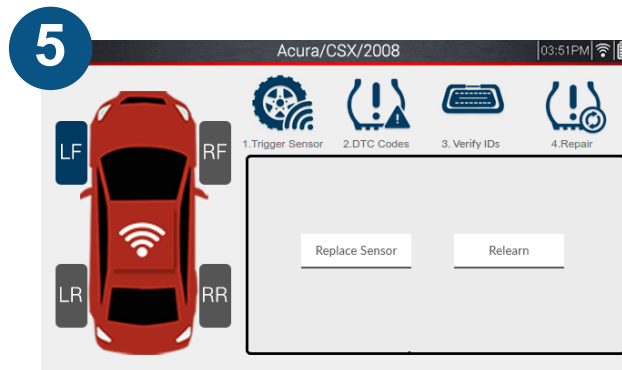 5
Acura/CSX/2008
03:51PM
LF
RF
LR
RR
1.Trigger Sensor
2.DTC Codes
3. Verify IDs
4.Repair
Replace Sensor
Relearn